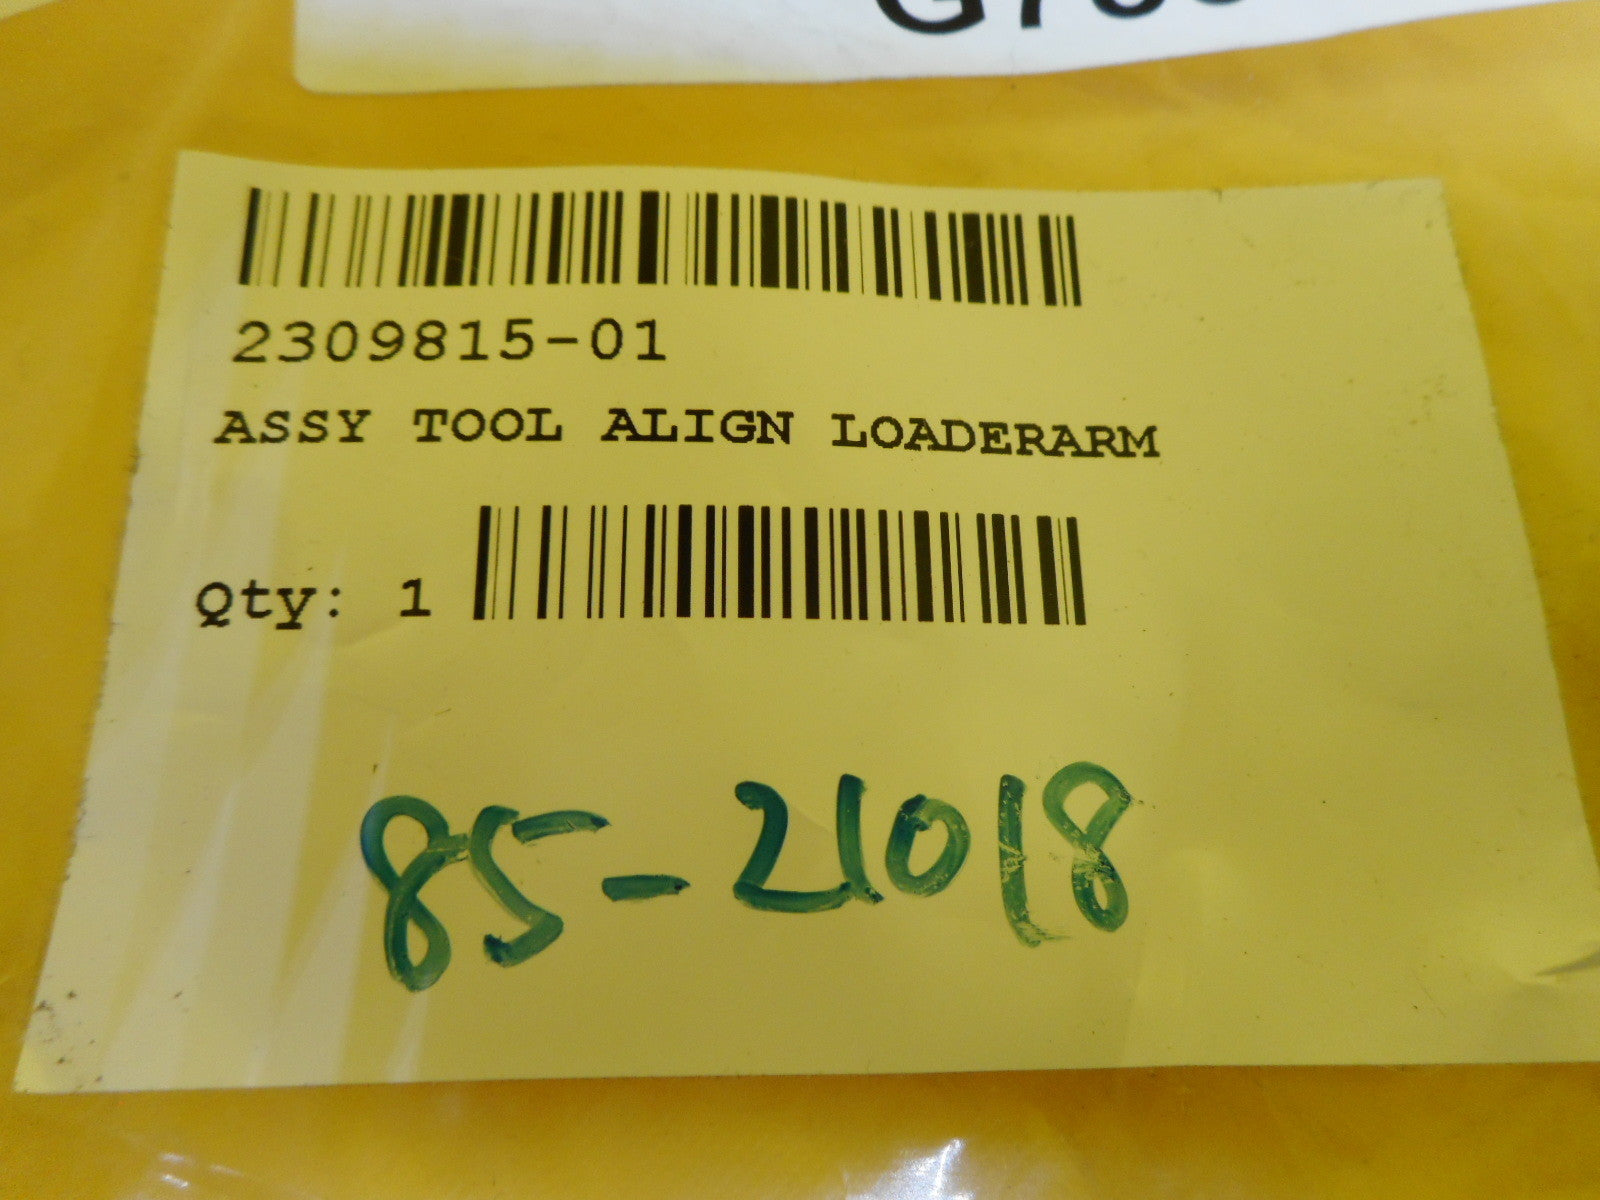 2309815-01
ASSY TOOL ALIGN LOADERARM
Qty: 1
85-21018